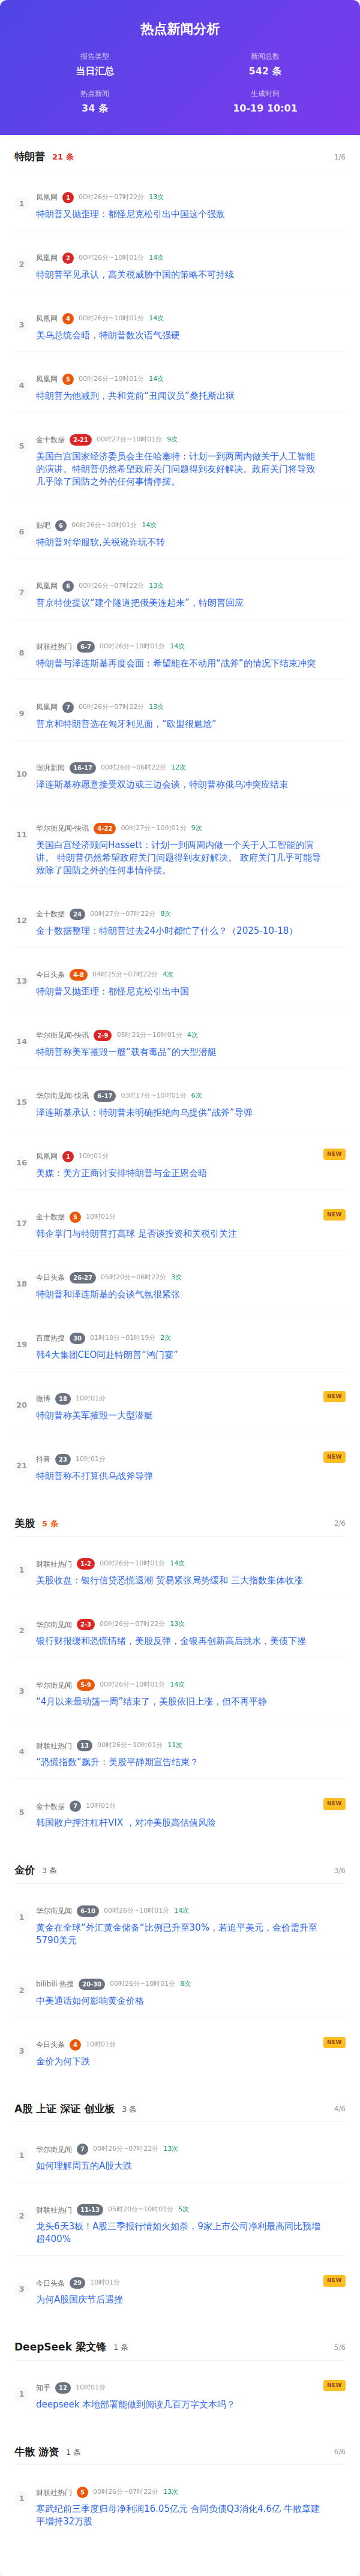 热点新闻分析
报告类型
当日汇总
新闻总数
542 条
热点新闻
34 条
生成时间
10-19 10:01
特朗普 21 条 1/6
1
凤凰网 1 00时26分~07时22分 13次
特朗普又抛歪理：都怪尼克松引出中国这个强敌
2
凤凰网 2 00时26分~10时01分 14次
特朗普罕见承认，高关税威胁中国的策略不可持续
3
凤凰网 4 00时26分~10时01分 14次
美乌总统会晤，特朗普数次语气强硬
4
凤凰网 5 00时26分~10时01分 14次
特朗普为他减刑，共和党前“丑闻议员”桑托斯出狱
5
金十数据 2-21 00时27分~10时01分 9次
美国白宫国家经济委员会主任哈塞特：计划一到两周内做关于人工智能
的演讲。特朗普仍然希望政府关门问题得到友好解决。政府关门将导致
几乎除了国防之外的任何事情停摆。
6
贴吧 6 00时26分~10时01分 14次
特朗普对华服软,关税讹诈玩不转
7
凤凰网 6 00时26分~07时22分 13次
普京特使提议“建个隧道把俄美连起来”，特朗普回应
8
财联社热门 6-7 00时26分~10时01分 14次
特朗普与泽连斯基再度会面：希望能在不动用“战斧”的情况下结束冲突
9
凤凰网 7 00时26分~07时22分 13次
普京和特朗普选在匈牙利见面，“欧盟很尴尬”
10
澎湃新闻 16-17 00时26分~06时22分 12次
泽连斯基称愿意接受双边或三边会谈，特朗普称俄乌冲突应结束
11
华尔街见闻-快讯 4-22 00时27分~10时01分 9次
美国白宫经济顾问Hassett：计划一到两周内做一个关于人工智能的演
讲。 特朗普仍然希望政府关门问题得到友好解决。 政府关门几乎可能导
致除了国防之外的任何事情停摆。
12
金十数据 24 00时27分~07时22分 8次
金十数据整理：特朗普过去24小时都忙了什么？（2025-10-18）
13
今日头条 4-8 04时25分~07时22分 4次
特朗普又抛歪理：都怪尼克松引出中国
14
华尔街见闻-快讯 2-9 05时21分~10时01分 4次
特朗普称美军摧毁一艘“载有毒品”的大型潜艇
15
华尔街见闻-快讯 6-17 03时17分~10时01分 6次
泽连斯基承认：特朗普未明确拒绝向乌提供“战斧”导弹
16
凤凰网 1 10时01分 NEW
美媒：美方正商讨安排特朗普与金正恩会晤
17
金十数据 5 10时01分 NEW
韩企掌门与特朗普打高球 是否谈投资和关税引关注
18
今日头条 26-27 05时20分~06时22分 3次
特朗普和泽连斯基的会谈气氛很紧张
19
百度热搜 30 01时18分~01时19分 2次
韩4大集团CEO同赴特朗普“鸿门宴”
20
微博 18 10时01分 NEW
特朗普称美军摧毁一大型潜艇
21
抖音 23 10时01分 NEW
特朗普称不打算供乌战斧导弹
美股 5 条 2/6
1
财联社热门 1-2 00时26分~10时01分 14次
美股收盘：银行信贷恐慌退潮 贸易紧张局势缓和 三大指数集体收涨
2
华尔街见闻 2-3 00时26分~07时22分 13次
银行财报缓和恐慌情绪，美股反弹，金银再创新高后跳水，美债下挫
3
华尔街见闻 5-9 00时26分~10时01分 14次
“4月以来最动荡一周”结束了，美股依旧上涨，但不再平静
4
财联社热门 13 00时26分~10时01分 11次
“恐慌指数”飙升：美股平静期宣告结束？
5
金十数据 7 10时01分 NEW
韩国散户押注杠杆VIX ，对冲美股高估值风险
金价 3 条 3/6
1
华尔街见闻 6-10 00时26分~10时01分 14次
黄金在全球“外汇黄金储备“比例已升至30%，若追平美元，金价需升至
5790美元
2
bilibili 热搜 20-30 00时26分~10时01分 8次
中美通话如何影响黄金价格
3
今日头条 4 10时01分 NEW
金价为何下跌
A股 上证 深证 创业板 3 条 4/6
1
华尔街见闻 7 00时26分~07时22分 13次
如何理解周五的A股大跌
2
财联社热门 11-13 05时20分~10时01分 5次
龙头6天3板！A股三季报行情如火如荼，9家上市公司净利最高同比预增
超400%
3
今日头条 29 10时01分 NEW
为何A股国庆节后遇挫
DeepSeek 梁文锋 1 条 5/6
1
知乎 12 10时01分 NEW
deepseek 本地部署能做到阅读几百万字文本吗？
牛散 游资 1 条 6/6
1
财联社热门 5 00时26分~07时22分 13次
寒武纪前三季度归母净利润16.05亿元 合同负债Q3消化4.6亿 牛散章建
平增持32万股